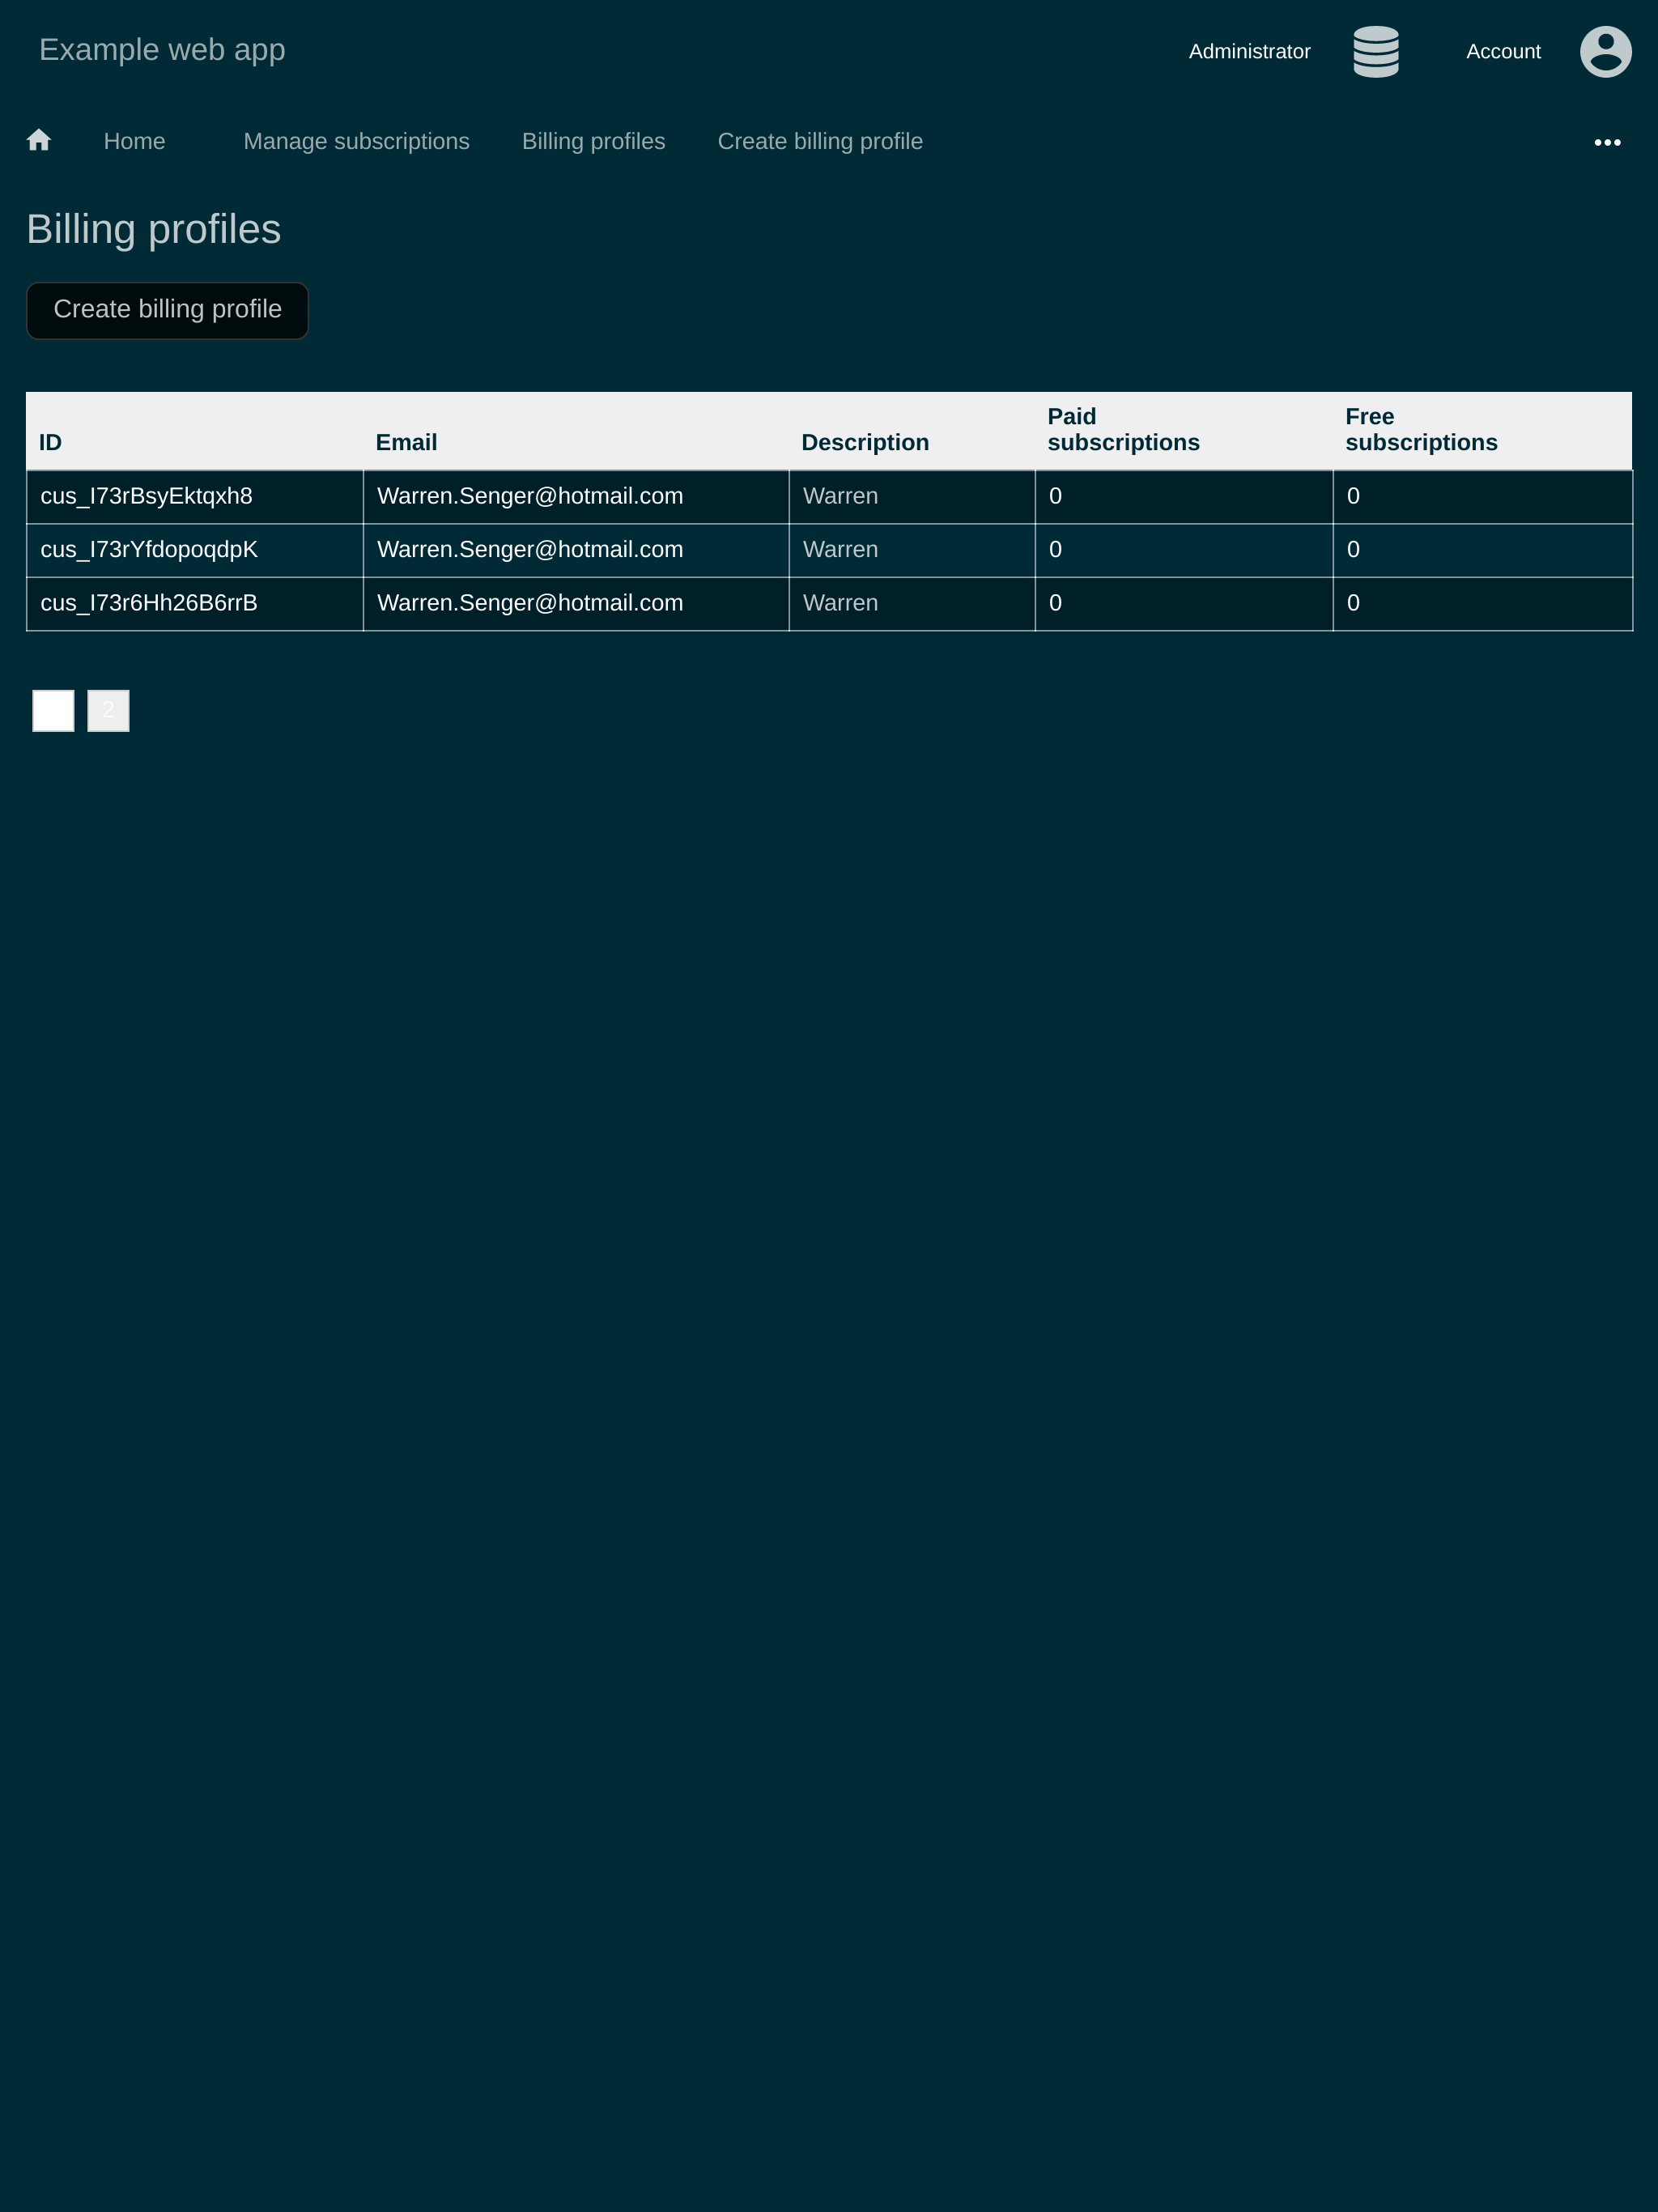 Example web app
Administrator
Account
Home
Manage subscriptions
Billing profiles
Create billing profile
•••
Billing profiles
Create billing profile
ID
Email
Description
Paid
subscriptions
Free
subscriptions
cus_I73rBsyEktqxh8
Warren.Senger@hotmail.com
Warren
0
0
cus_I73rYfdopoqdpK
Warren.Senger@hotmail.com
Warren
0
0
cus_I73r6Hh26B6rrB
Warren.Senger@hotmail.com
Warren
0
0
2